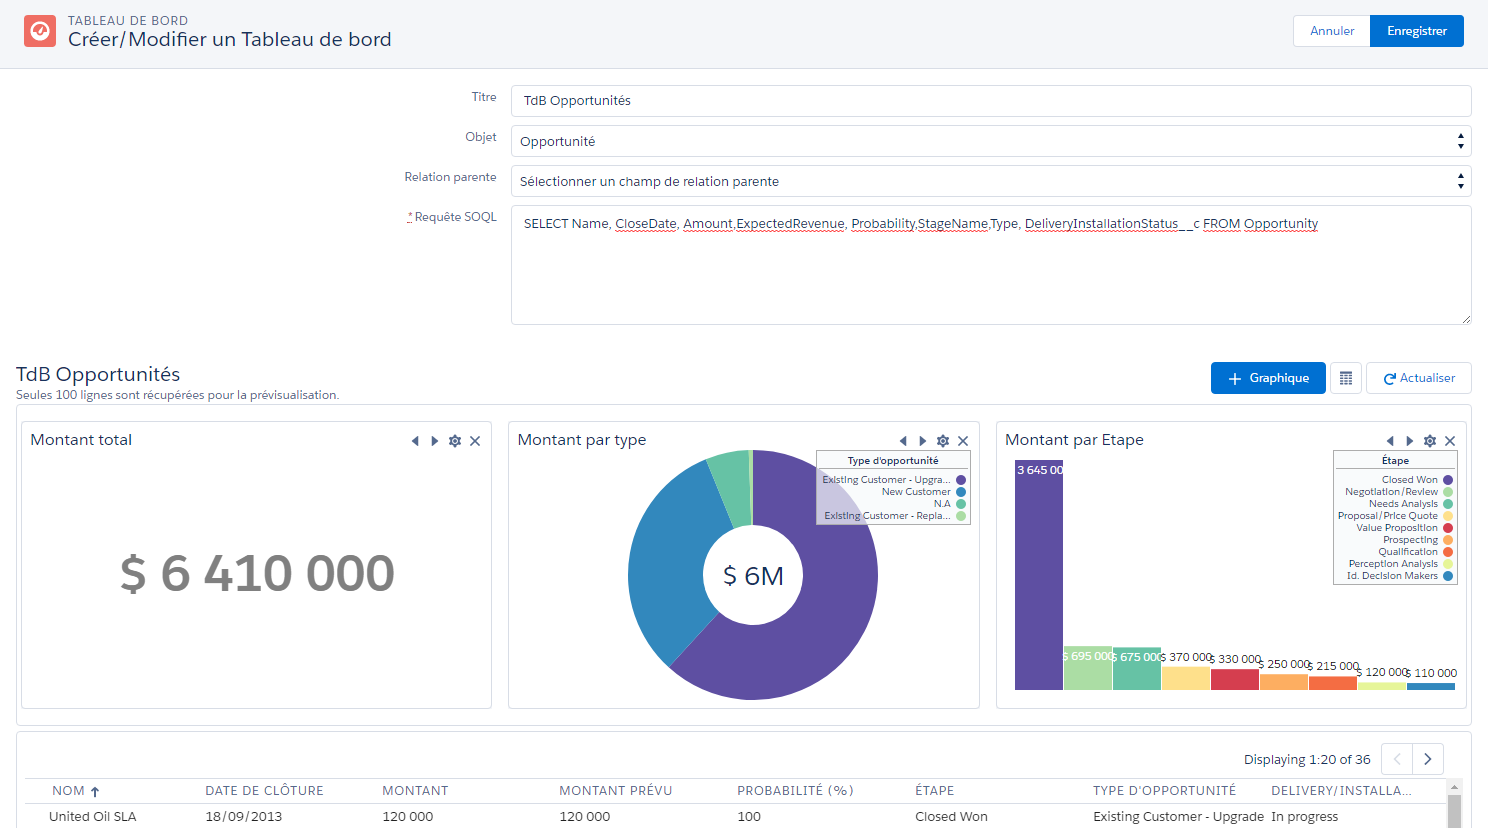 TABLEAU DE BORD
Créer/Modifier un Tableau de bord
Annuler
Enregistrer
Titre
TdB Opportunités
Objet
Opportunité
Relation parente
Sélectionner un champ de relation parente
*Requête SOQL
SELECT Name, CloseDate, Amount,ExpectedRevenue, Probability,StageName,Type, DeliveryInstallationStatus__c FROM Opportunity
TdB Opportunités
Seules 100 lignes sont récupérées pour la prévisualisation.
Graphique
Actualiser
Montant total
$ 6 410 000
Montant par type
Type d'opportunité
Existing Customer - Upgra...
New Customer
N.A
Existing Customer - Repla...
$ 6M
Montant par Etape
Étape
Closed Won
Negotiation/Review
Needs Analysis
Proposal/Price Quote
Value Proposition
Prospecting
Qualification
Perception Analysis
Id. Decision Makers
3 645 00
$ 695 000
$ 675 000
$ 370 000
$ 330 000
$ 250 000
$ 215 000
$ 120 000
$ 110 000
Displaying 1:20 of 36
NOM DATE DE CLÔTURE MONTANT MONTANT PRÉVU PROBABILITÉ (%) ÉTAPE TYPE D'OPPORTUNITÉ DELIVERY/INSTALLA...
United Oil SLA 18/09/2013 120 000 120 000 100 Closed Won Existing Customer - Upgrade In progress